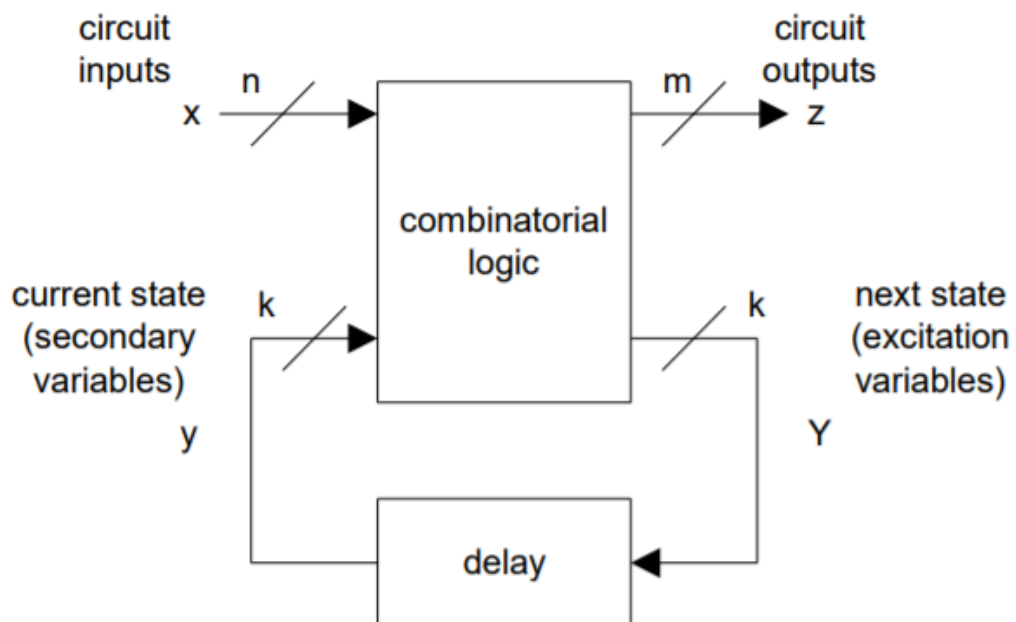 circuit
inputs
n
x
circuit
outputs
m
z
combinatorial
logic
current state
(secondary
variables)
k
y
k
next state
(excitation
variables)
Y
delay